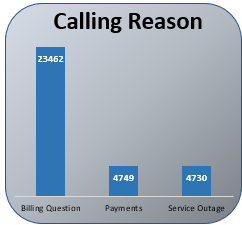 Calling Reason
23462
4749
4730
Billing Question
Payments
Service Outage